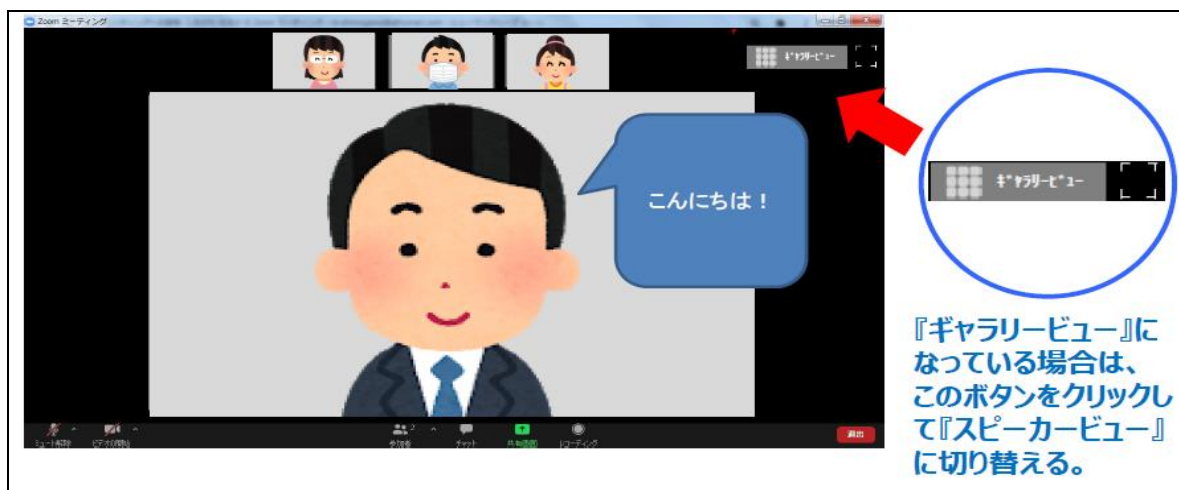 Zoom ミーティング
ｷﾞｬﾗﾘｰﾋﾞｭｰ
こんにちは！
ｷﾞｬﾗﾘｰﾋﾞｭｰ
『ギャラリービュー』に
なっている場合は、
このボタンをクリックし
て『スピーカービュー』
に切り替える。
ミュート解除 ビデオの開始 参加者 チャット 共有画面 レコーディング 退出